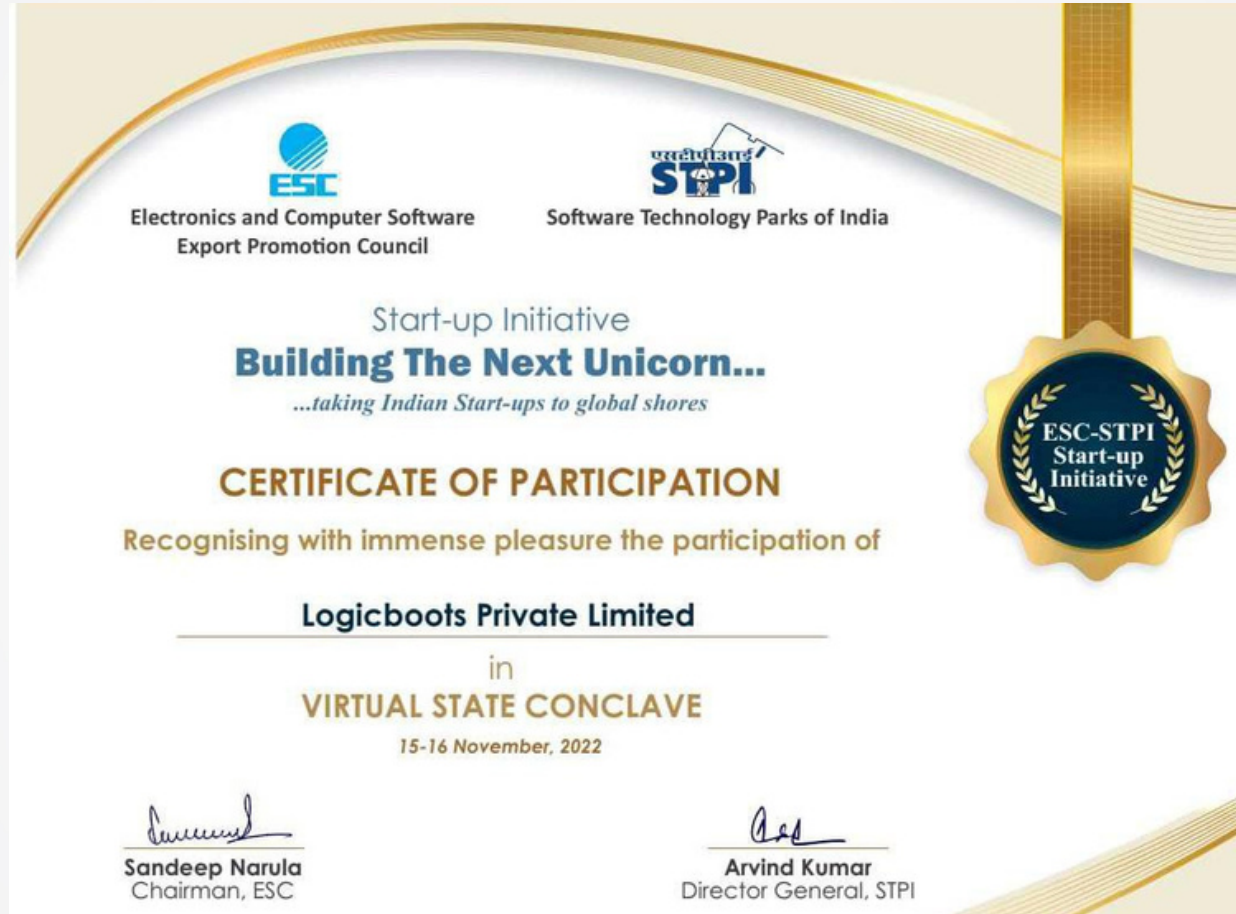 ESC
Electronics and Computer Software
Export Promotion Council
एसटीपीआई
STPI
Software Technology Parks of India
Start-up Initiative
Building The Next Unicorn...
...taking Indian Start-ups to global shores
ESC-STPI
Start-up
Initiative
CERTIFICATE OF PARTICIPATION
Recognising with immense pleasure the participation of
Logicboots Private Limited
in
VIRTUAL STATE CONCLAVE
15-16 November, 2022
Sandeep Narula
Chairman, ESC
Arvind Kumar
Director General, STPI